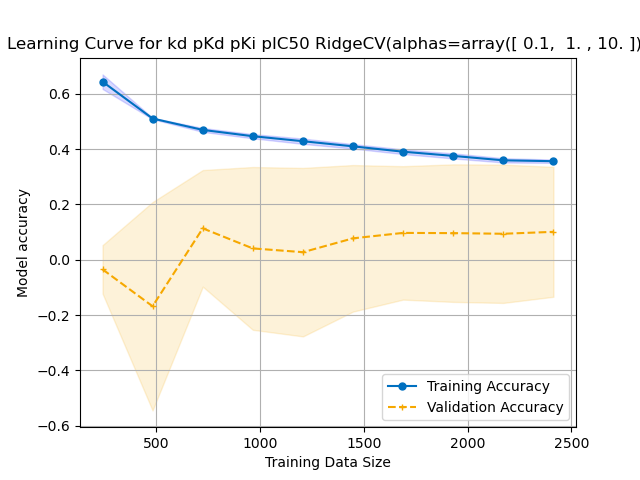 Learning Curve for kd pKd pKi pIC50 RidgeCV(alphas=array([ 0.1,  1. , 10. ])
0.6
0.4
0.2
0.0
−0.2
−0.4
−0.6
Model accuracy
Training Accuracy
Validation Accuracy
500
1000
1500
2000
2500
Training Data Size